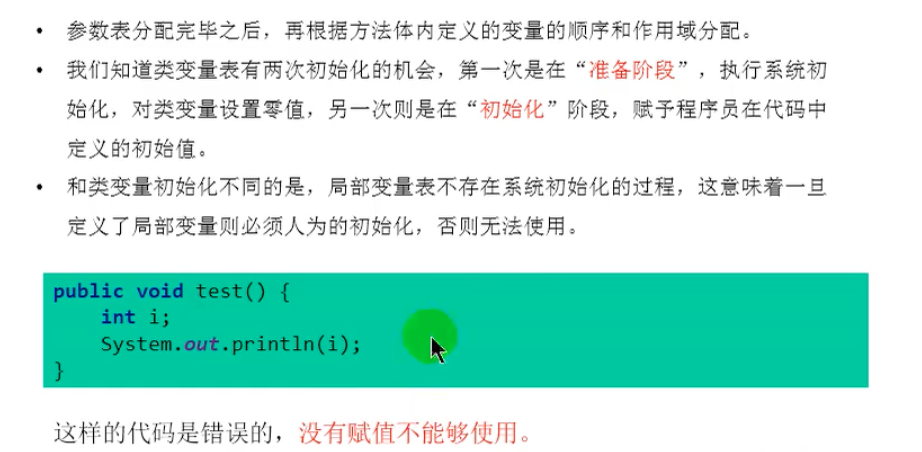 • 参数表分配完毕之后，再根据方法体内定义的变量的顺序和作用域分配。
• 我们知道类变量表有两次初始化的机会，第一次是在“准备阶段”，执行系统初
始化，对类变量设置零值，另一次则是在“初始化”阶段，赋予程序员在代码中
定义的初始值。
• 和类变量初始化不同的是，局部变量表不存在系统初始化的过程，这意味着一旦
定义了局部变量则必须人为的初始化，否则无法使用。
public void test() {
    int i;
    System.out.println(i);
}
这样的代码是错误的，没有赋值不能够使用。